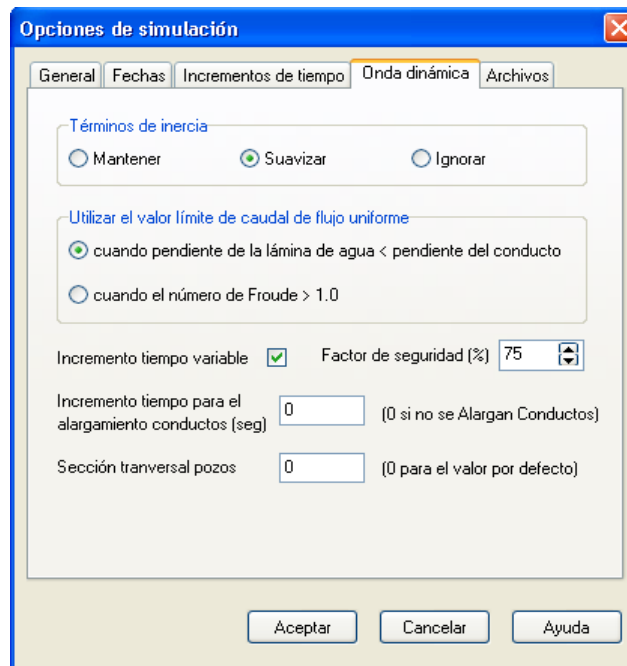 Opciones de simulación
General Fechas Incrementos de tiempo Onda dinámica Archivos
Términos de inercia
Mantener Suavizar Ignorar
Utilizar el valor límite de caudal de flujo uniforme
cuando pendiente de la lámina de agua < pendiente del conducto
cuando el número de Froude > 1.0
Incremento tiempo variable Factor de seguridad (%) 75
Incremento tiempo para el
alargamiento conductos (seg) 0 (0 si no se Alargan Conductos)
Sección tranversal pozos 0 (0 para el valor por defecto)
Aceptar Cancelar Ayuda